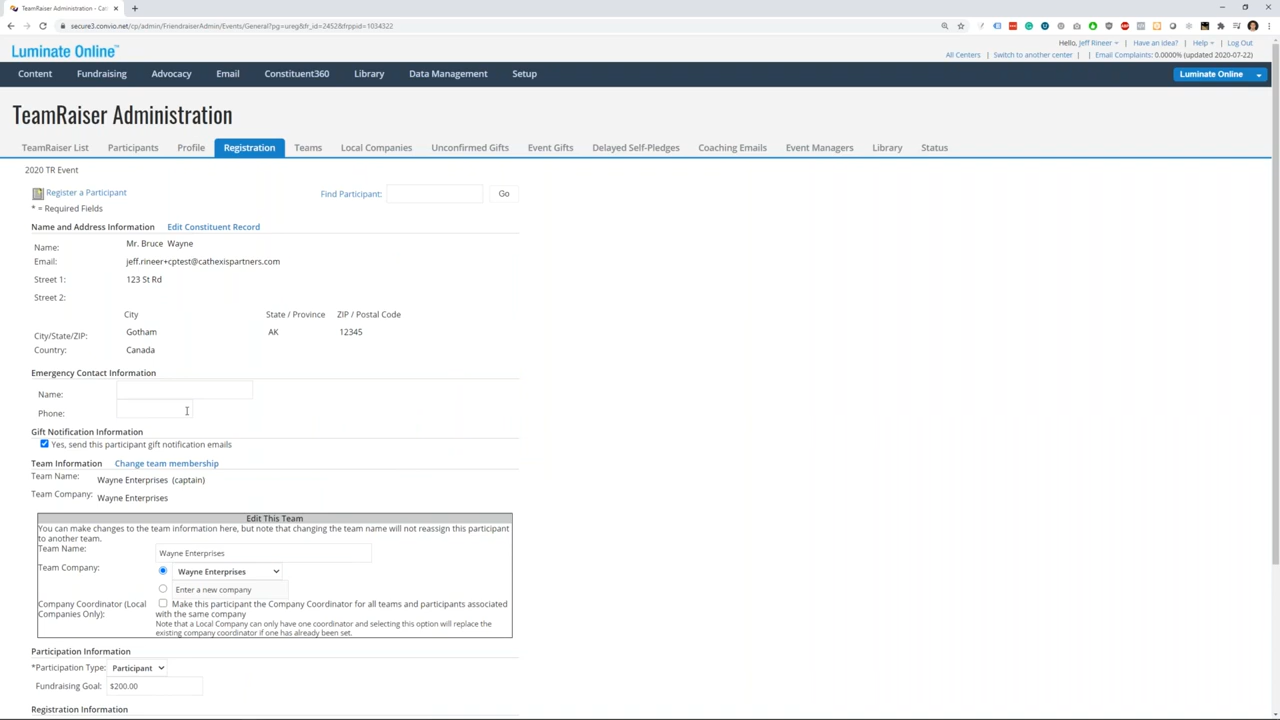 TeamRaiser Administration - Cat
secure3.convio.net/cp/admin/FriendraiserAdmin/Events/General?pg=ureg&fr_id=2452&frppid=1034322
Luminate Online™
Hello, Jeff Rineer | Have an idea? | Help | Log Out
All Centers | Switch to another center | | Email Complaints: 0.0000% (updated 2020-07-22)
Content Fundraising Advocacy Email Constituent360 Library Data Management Setup Luminate Online
TeamRaiser Administration
TeamRaiser List Participants Profile Registration Teams Local Companies Unconfirmed Gifts Event Gifts Delayed Self-Pledges Coaching Emails Event Managers Library Status
2020 TR Event
Register a Participant Find Participant: Go
* = Required Fields
Name and Address Information Edit Constituent Record
Name: Mr. Bruce Wayne
Email: jeff.rineer+cptest@cathexispartners.com
Street 1: 123 St Rd
Street 2:
City State / Province ZIP / Postal Code
City/State/ZIP: Gotham AK 12345
Country: Canada
Emergency Contact Information
Name:
Phone:
Gift Notification Information
Yes, send this participant gift notification emails
Team Information Change team membership
Team Name: Wayne Enterprises (captain)
Team Company: Wayne Enterprises
Edit This Team
You can make changes to the team information here, but note that changing the team name will not reassign this participant
to another team.
Team Name: Wayne Enterprises
Team Company: Wayne Enterprises
Enter a new company
Company Coordinator (Local Companies Only): Make this participant the Company Coordinator for all teams and participants associated
with the same company
Note that a Local Company can only have one coordinator and selecting this option will replace the
existing company coordinator if one has already been set.
Participation Information
*Participation Type: Participant
Fundraising Goal: $200.00
Registration Information